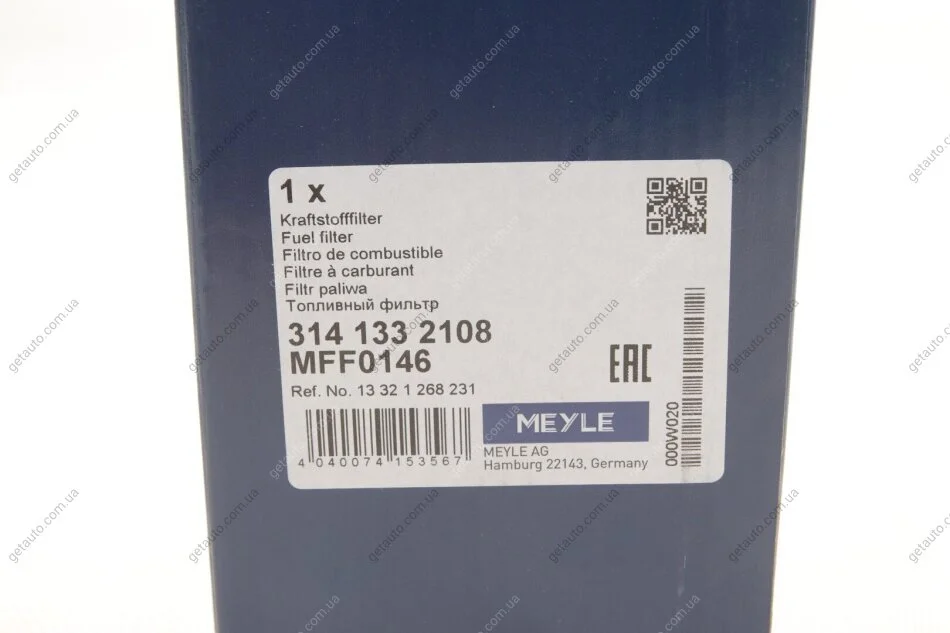 1 x
Kraftstofffilter
Fuel filter
Filtro de combustible
Filtre à carburant
Filtr paliwa
Топливный фильтр
314 133 2108
MFF0146
Ref. No. 13 32 1 268 231
EAC
4 040074 153567
MEYLE
MEYLE AG
Hamburg 22143, Germany
000W020
getauto.com.ua